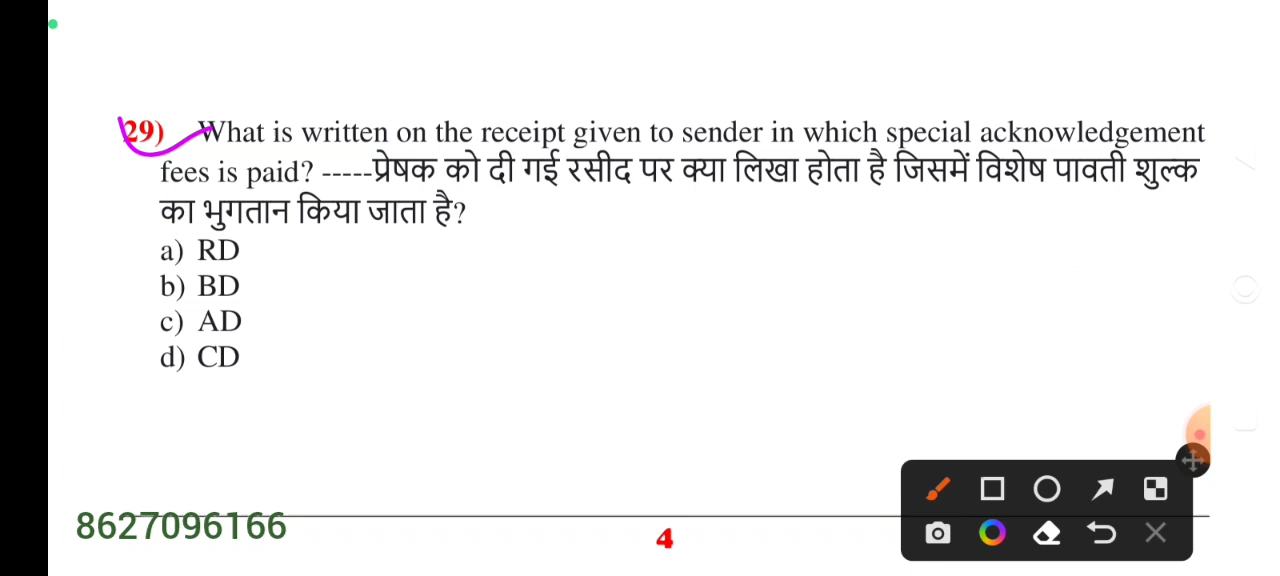 29) What is written on the receipt given to sender in which special acknowledgement
fees is paid? -----प्रेषक को दी गई रसीद पर क्या लिखा होता है जिसमें विशेष पावती शुल्क
का भुगतान किया जाता है?
a) RD
b) BD
c) AD
d) CD
8627096166
4